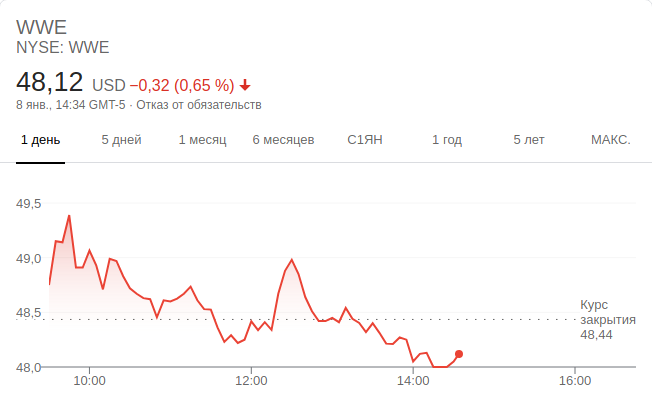 WWE
NYSE: WWE
48,12 USD −0,32 (0,65 %)
8 янв., 14:34 GMT-5 · Отказ от обязательств
1 день 5 дней 1 месяц 6 месяцев С1ЯН 1 год 5 лет МАКС.
49,5
49,0
48,5
48,0
Курс
закрытия
48,44
10:00 12:00 14:00 16:00